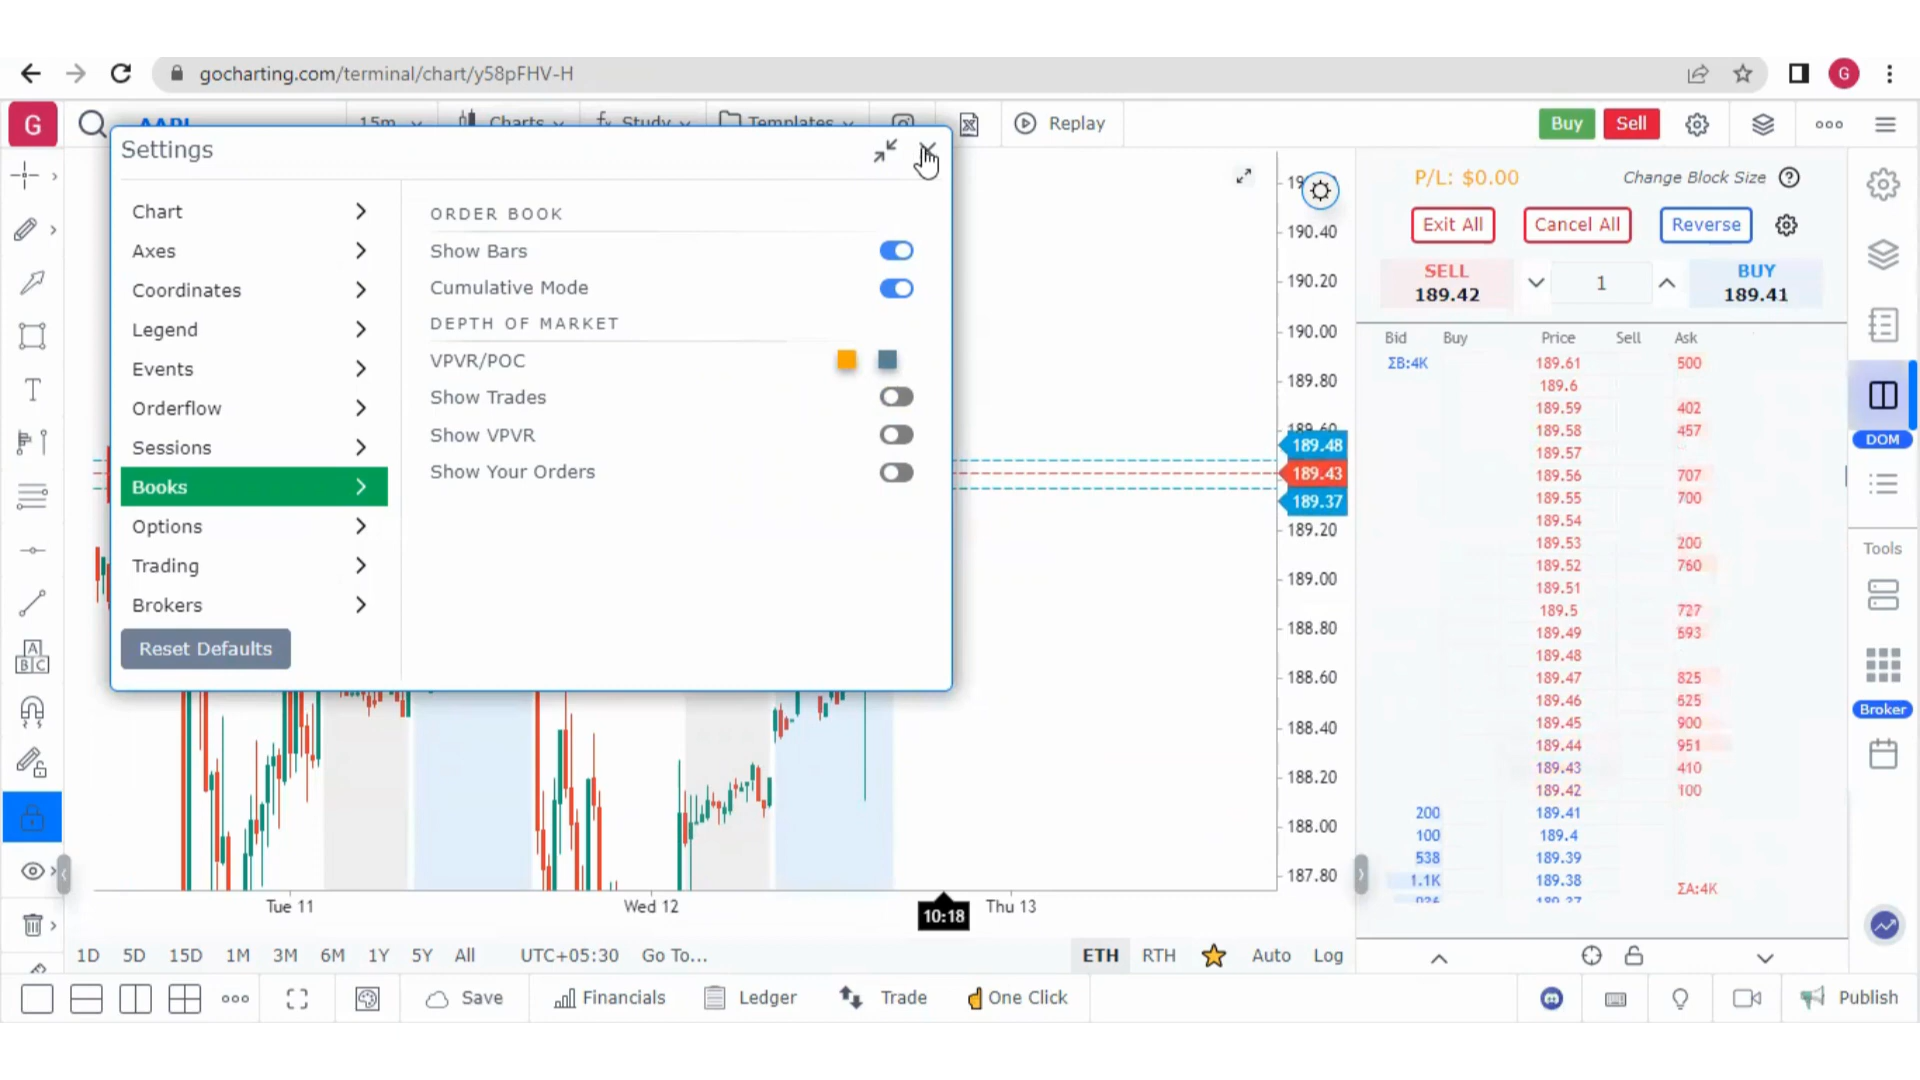 gocharting.com/terminal/chart/y58pFHV-H
G
G
AAPL
15m
Charts
Study
Templates
Replay
Buy
Sell
Settings
Chart
Axes
Coordinates
Legend
Events
Orderflow
Sessions
Books
Options
Trading
Brokers
Reset Defaults
ORDER BOOK
Show Bars
Cumulative Mode
DEPTH OF MARKET
VPVR/POC
Show Trades
Show VPVR
Show Your Orders
190.40
190.20
190.00
189.80
189.60
189.48
189.43
189.37
189.20
189.00
188.80
188.60
188.40
188.20
188.00
187.80
P/L: $0.00
Change Block Size
Exit All
Cancel All
Reverse
SELL
189.42
1
BUY
189.41
Bid Buy Price Sell Ask
ΣB:4K 189.61 500
189.6
189.59 402
189.58 457
189.57
189.56 707
189.55 700
189.54
189.53 200
189.52 760
189.51
189.5 727
189.49 593
189.48
189.47 825
189.46 625
189.45 900
189.44 951
189.43 410
189.42 100
200 189.41
100 189.4
538 189.39
1.1K 189.38
ΣA:4K
189.37
DOM
Tools
Broker
A
B C
T
Tue 11
Wed 12
10:18
Thu 13
1D 5D 15D 1M 3M 6M 1Y 5Y All UTC+05:30 Go To... ETH RTH Auto Log
Save Financials Ledger Trade One Click Publish